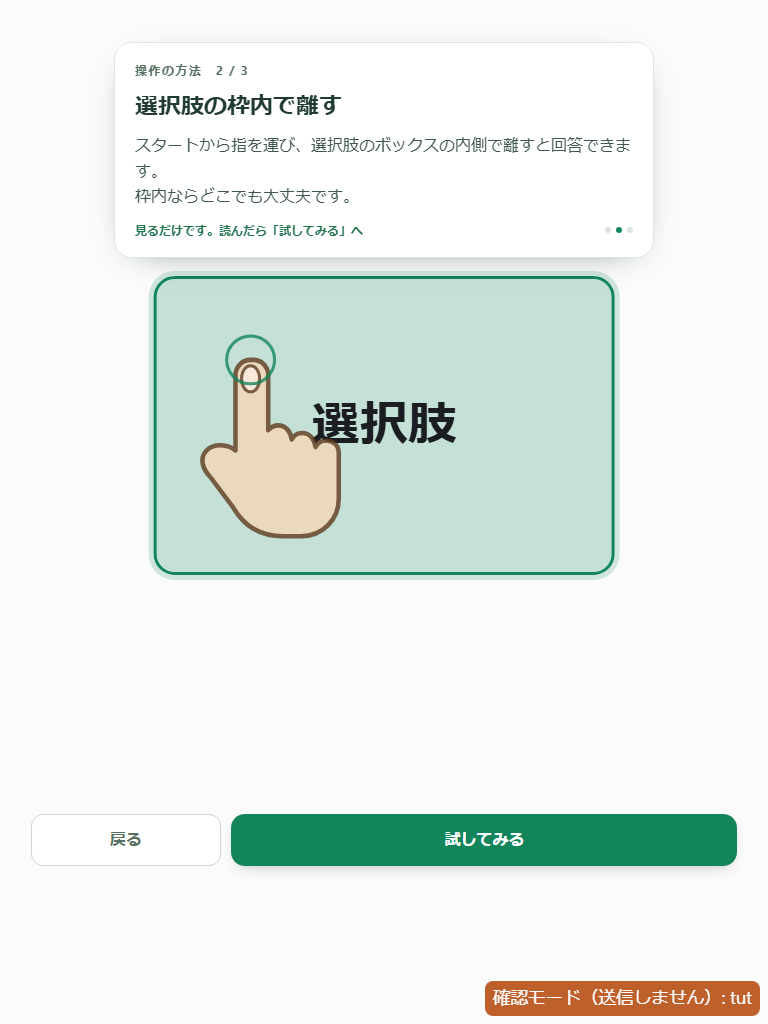 操作の方法　2 / 3
選択肢の枠内で離す
スタートから指を運び、選択肢のボックスの内側で離すと回答できま
す。
枠内ならどこでも大丈夫です。
見るだけです。読んだら「試してみる」へ
選択肢
戻る
試してみる
確認モード（送信しません）: tut